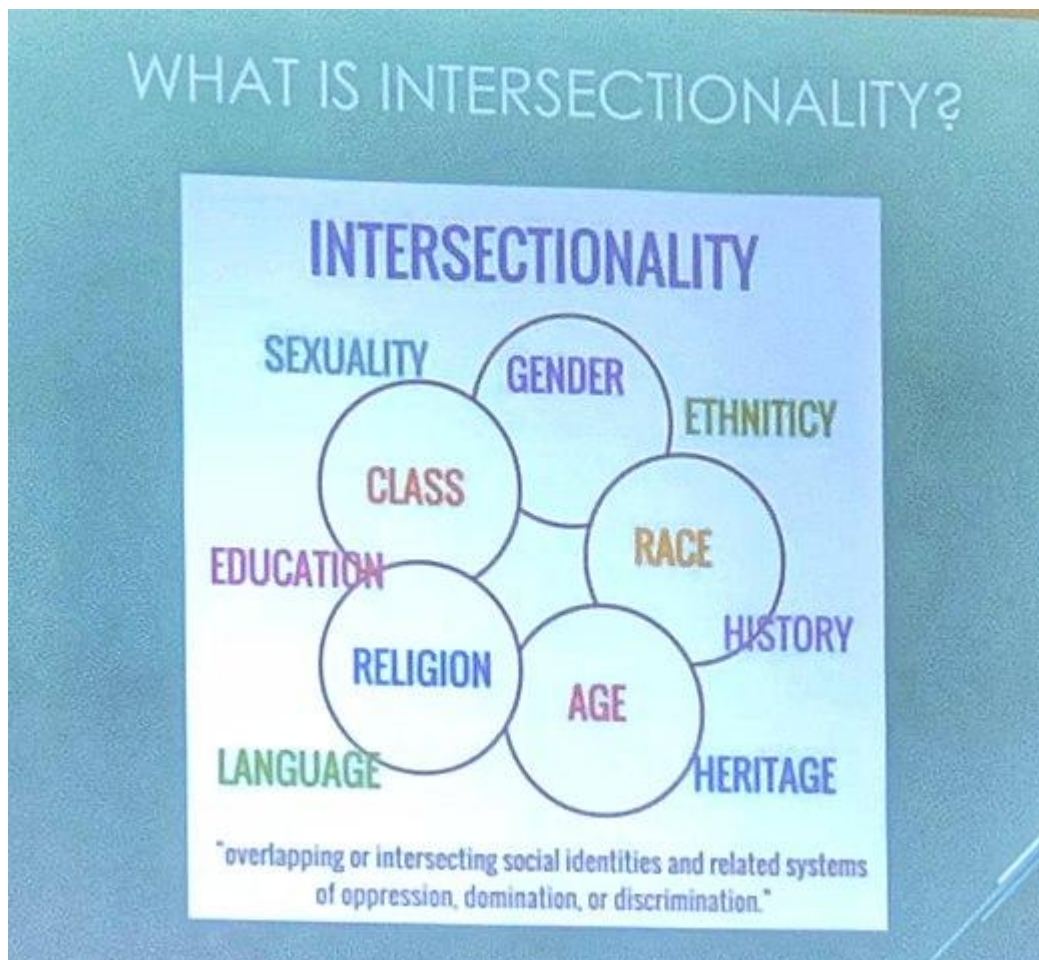 WHAT IS INTERSECTIONALITY?
INTERSECTIONALITY
SEXUALITY
GENDER
ETHNITICY
CLASS
RACE
EDUCATION
HISTORY
RELIGION
AGE
LANGUAGE
HERITAGE
"overlapping or intersecting social identities and related systems
of oppression, domination, or discrimination."